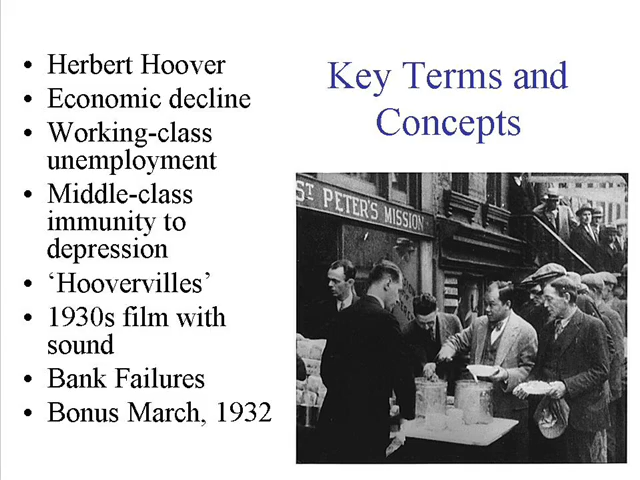 Key Terms and
Concepts
• Herbert Hoover
• Economic decline
• Working-class
unemployment
• Middle-class
immunity to
depression
• ‘Hoovervilles’
• 1930s film with
sound
• Bank Failures
• Bonus March, 1932
ST PETER'S MISSION